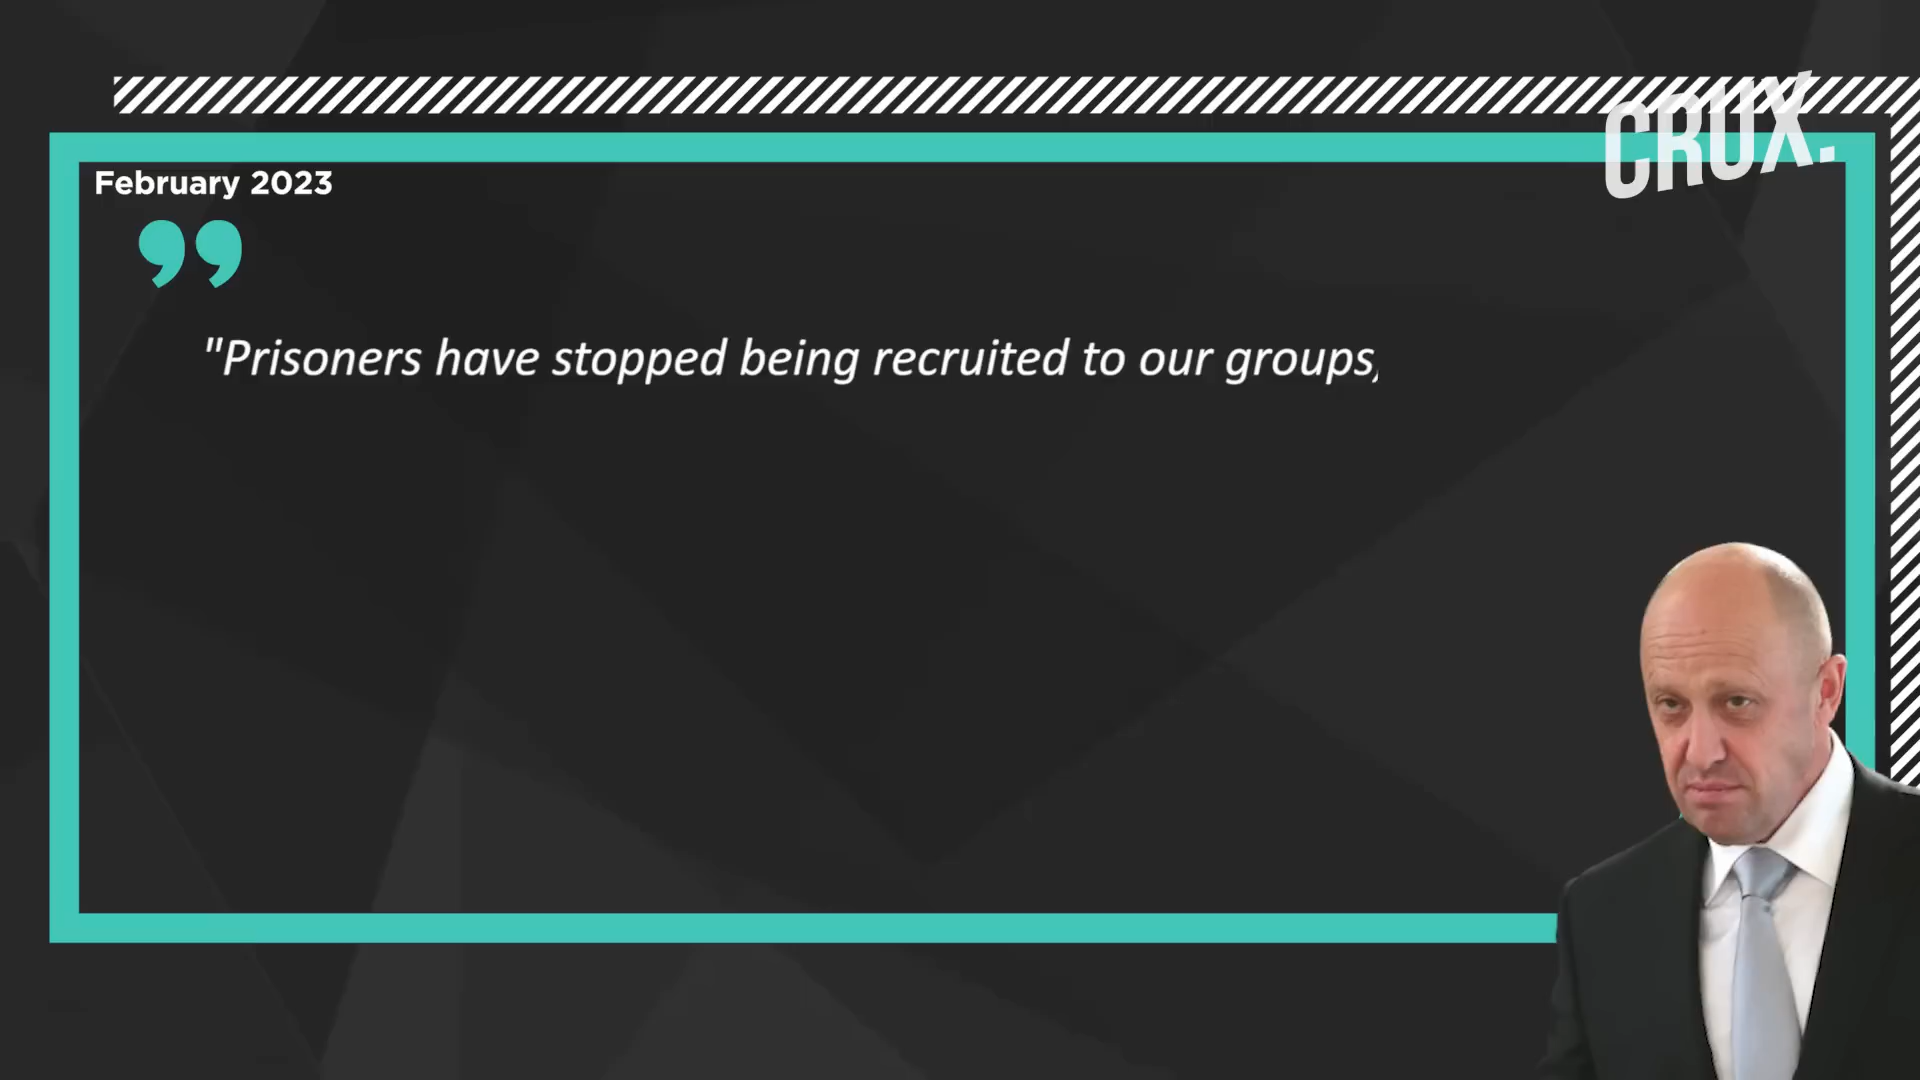 CRUX.
February 2023
"Prisoners have stopped being recruited to our groups,